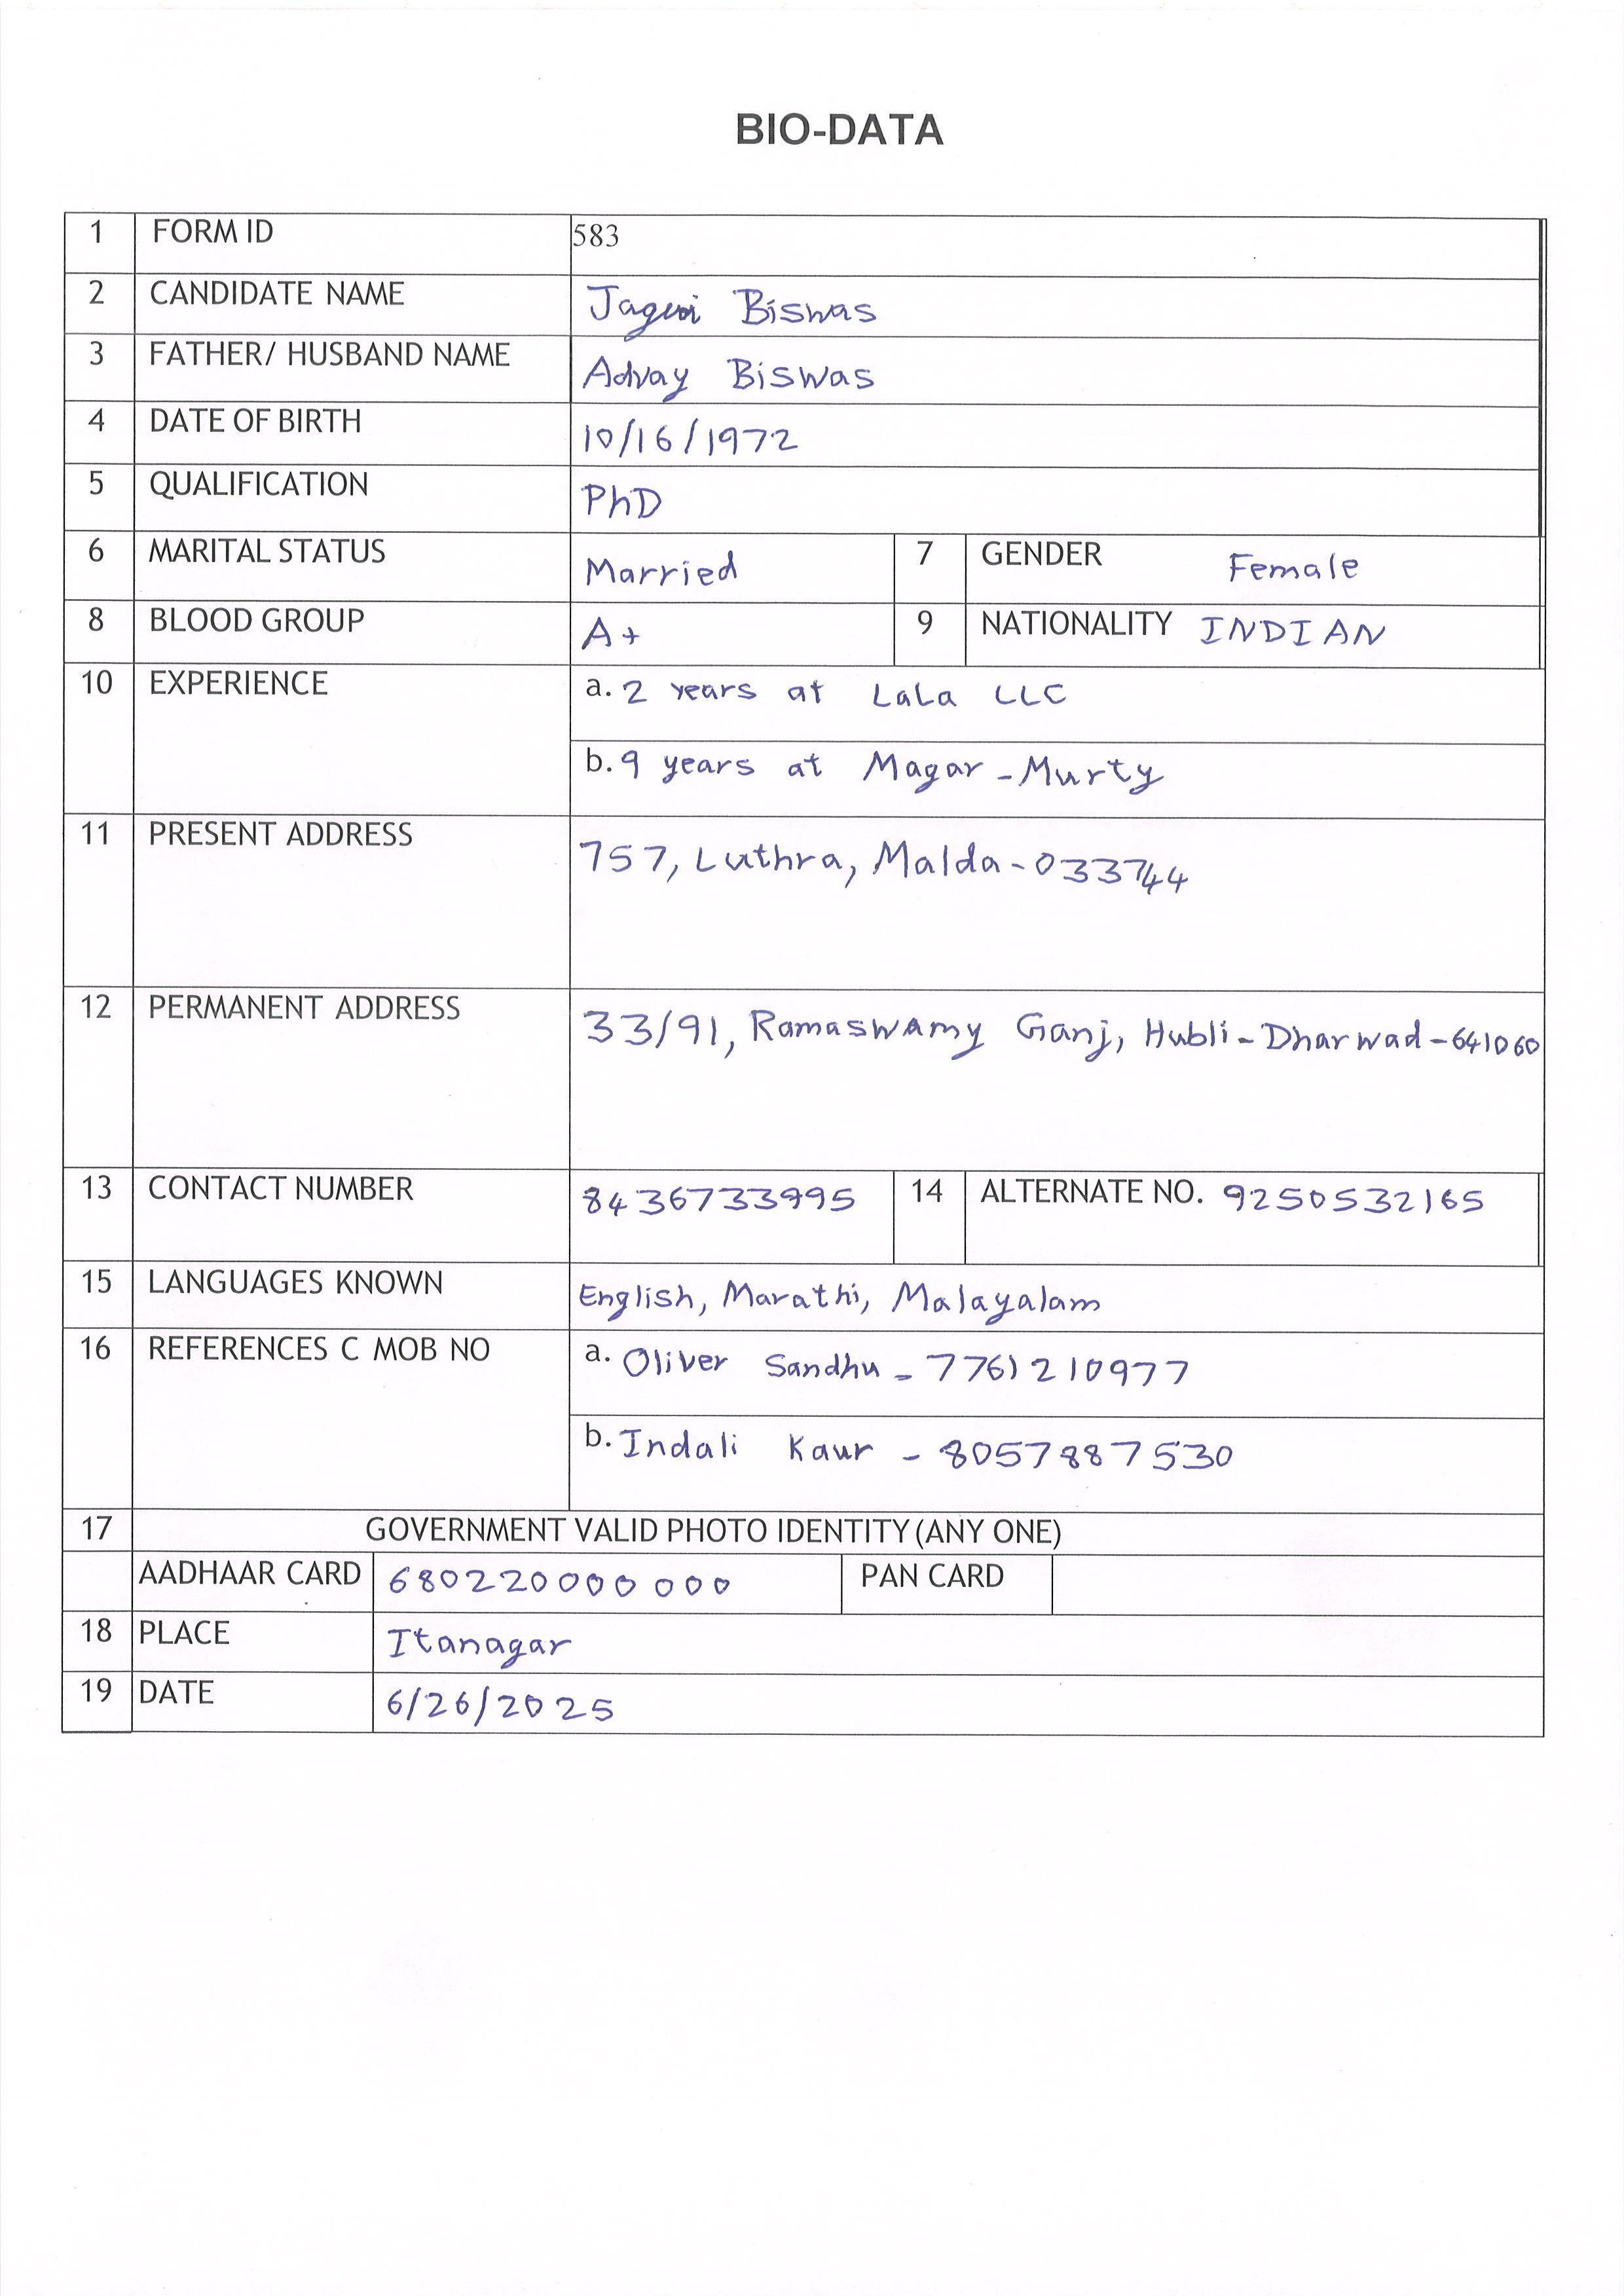 BIO-DATA
1 FORM ID 583
2 CANDIDATE NAME Biswas
3 FATHER/ HUSBAND NAME Advay Biswas
4 DATE OF BIRTH 10/16/1972
5 QUALIFICATION PhD
6 MARITAL STATUS Married 7 GENDER Female
8 BLOOD GROUP A+ 9 NATIONALITY INDIAN
10 EXPERIENCE a. 2 years at LaLa LLC
b. 9 years at Magar-Murty
11 PRESENT ADDRESS 757, Luthra, Malda-033744
12 PERMANENT ADDRESS 33/91, Ramaswamy Ganj, Hubli-Dharwad-641060
13 CONTACT NUMBER 8436733995 14 ALTERNATE NO. 9250532165
15 LANGUAGES KNOWN English, Marathi, Malayalam
16 REFERENCES C MOB NO a. Oliver Sandhu - 7761210977
b. Indali Kaur - 8057887530
17 GOVERNMENT VALID PHOTO IDENTITY (ANY ONE)
AADHAAR CARD 680220000000 PAN CARD
18 PLACE Itanagar
19 DATE 6/26/2025